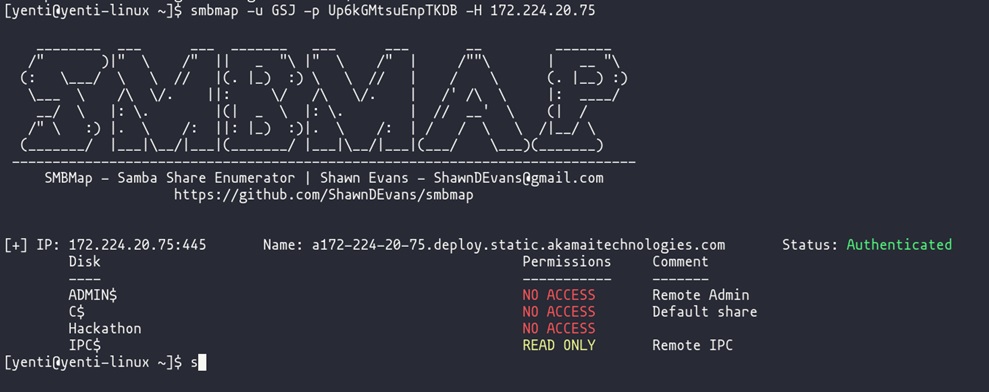 [yenti@yenti-linux ~]$ smbmap -u GSJ -p Up6kGMtsuEnpTKDB -H 172.224.20.75
SMBMAP
SMBMap - Samba Share Enumerator | Shawn Evans - ShawnDEvans@gmail.com
https://github.com/ShawnDEvans/smbmap
[+] IP: 172.224.20.75:445 Name: a172-224-20-75.deploy.static.akamaitechnologies.com Status: Authenticated
Disk Permissions Comment
---- ----------- -------
ADMIN$ NO ACCESS Remote Admin
C$ NO ACCESS Default share
Hackathon NO ACCESS
IPC$ READ ONLY Remote IPC
[yenti@yenti-linux ~]$ s